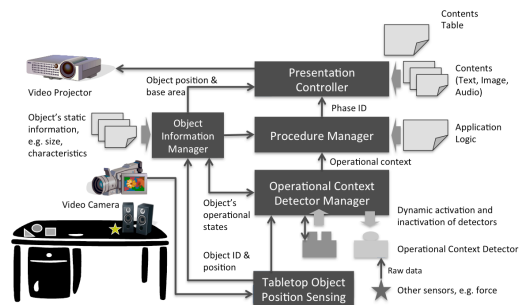 Contents
Table
Video Projector
Object position &
base area
Presentation
Controller
Contents
(Text, Image,
Audio)
Phase ID
Object's static
information,
e.g. size,
characteristics
Object
Information
Manager
Procedure Manager
Application
Logic
Operational context
Video Camera
Object's
operational
states
Operational Context
Detector Manager
Dynamic activation and
inactivation of detectors
Operational Context Detector
Object ID &
position
Raw data
Tabletop Object
Position Sensing
Other sensors, e.g. force